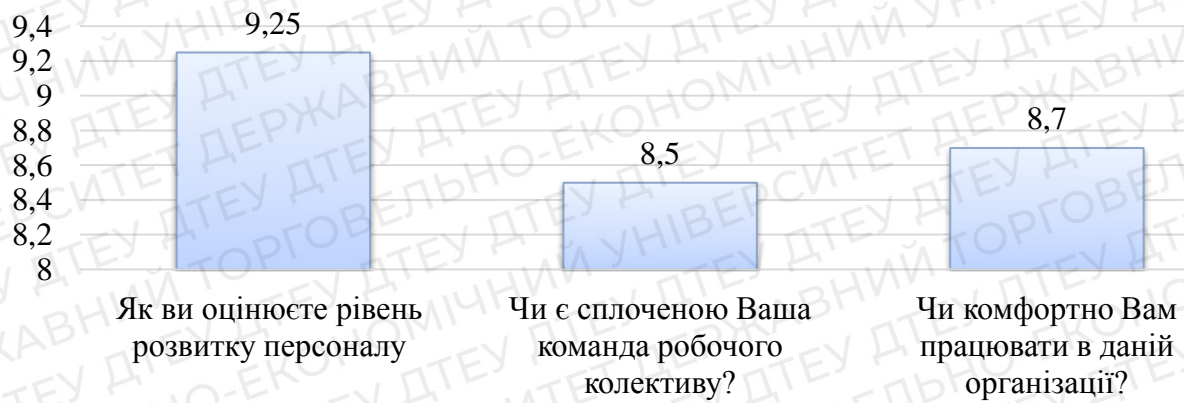 9,4
9,2
9
8,8
8,6
8,4
8,2
8
9,25
8,5
8,7
Як ви оцінюєте рівень
розвитку персоналу
Чи є сплоченою Ваша
команда робочого
колективу?
Чи комфортно Вам
працювати в даній
організації?